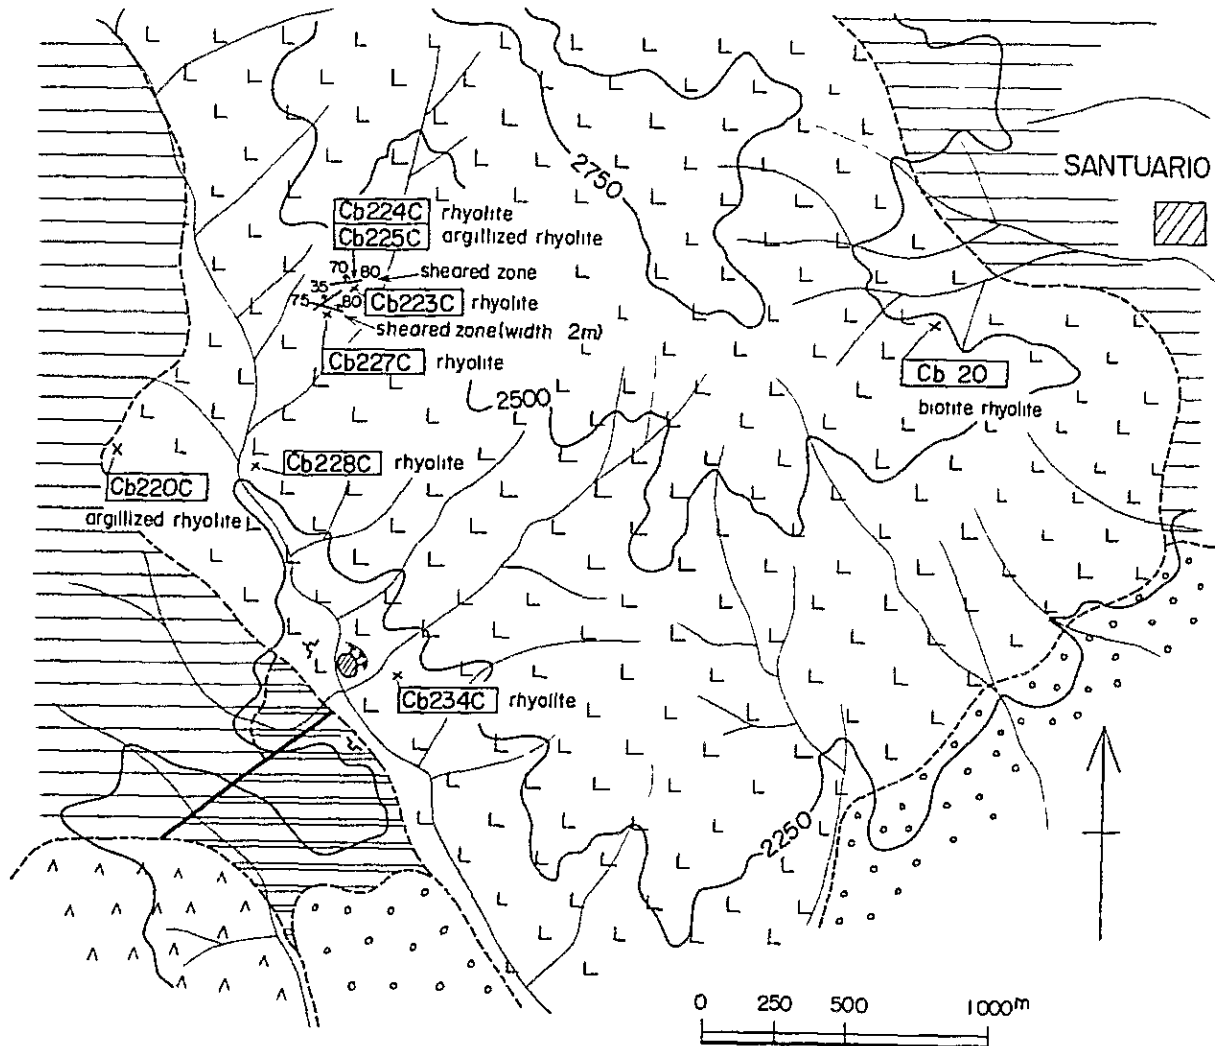 2750
SANTUARIO
Cb224C rhyolite
Cb225C argillized rhyolite
70 80 sheared zone
35
75 80 Cb223C rhyolite
sheared zone (width 2m)
Cb227C rhyolite
Cb 20
biotite rhyolite
2500
Cb228C rhyolite
Cb220C
argillized rhyolite
Cb234C rhyolite
2250
0 250 500 1000m